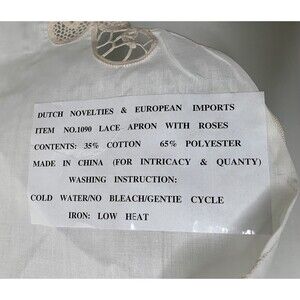 DUTCH NOVELTIES & EUROPEAN IMPORTS
ITEM NO.1090 LACE APRON WITH ROSES
CONTENTS: 35% COTTON 65% POLYESTER
MADE IN CHINA (FOR INTRICACY & QUANTY)
WASHING INSTRUCTION:
COLD WATER/NO BLEACH/GENTIE CYCLE
IRON: LOW HEAT